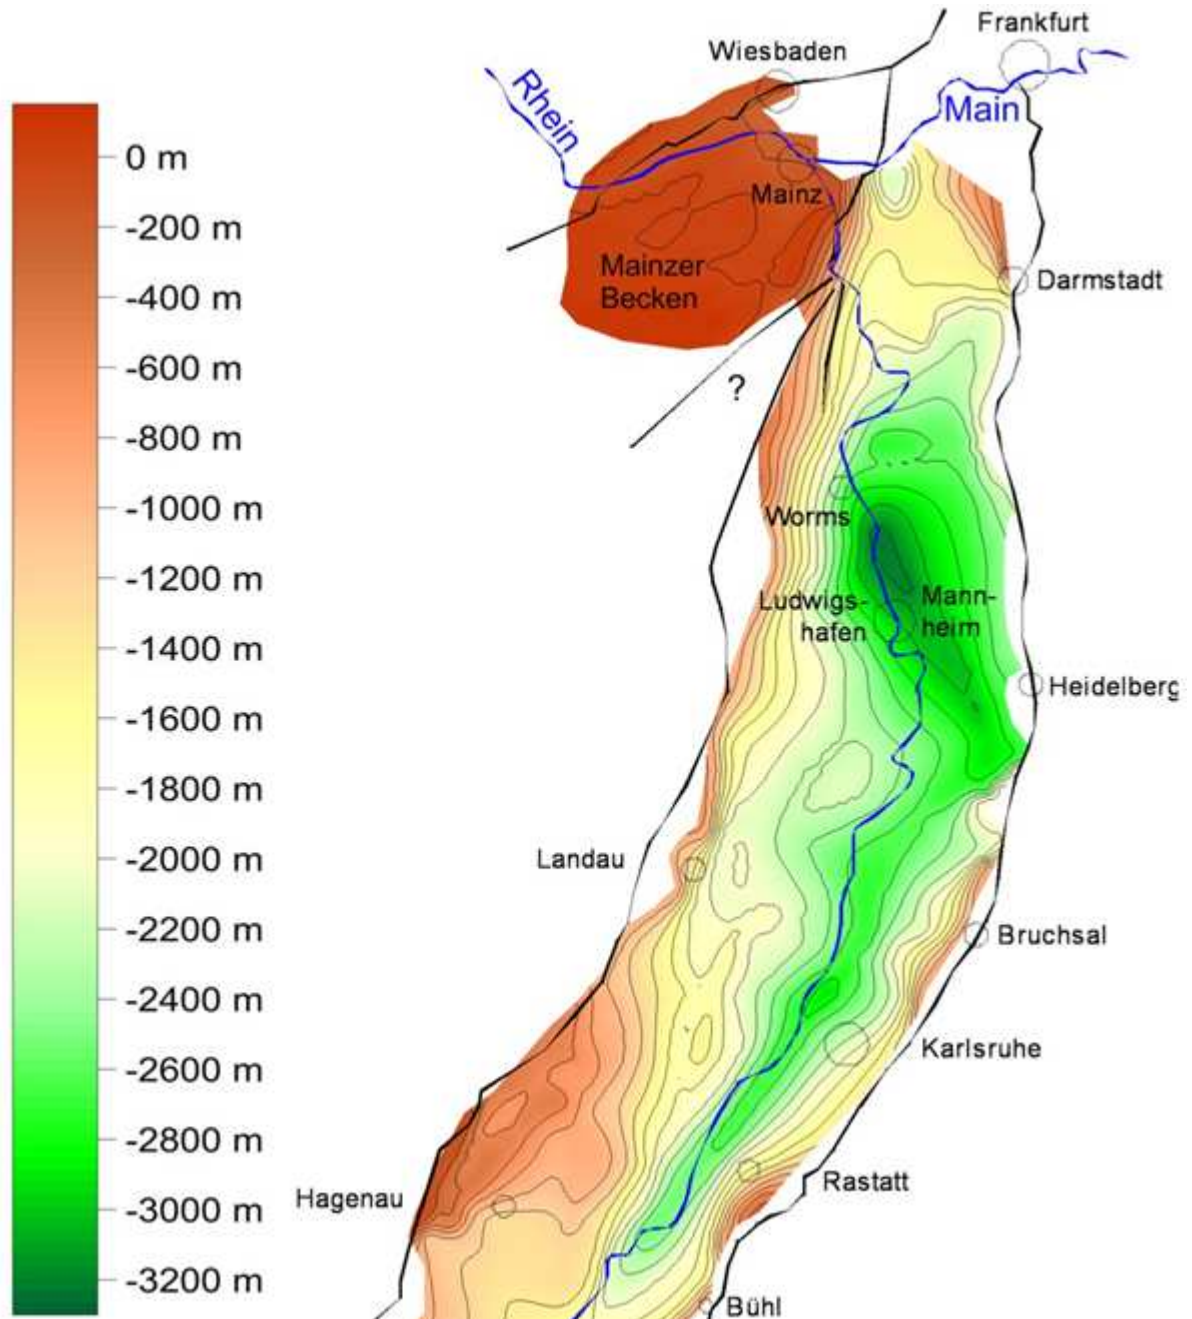 0 m
-200 m
-400 m
-600 m
-800 m
-1000 m
-1200 m
-1400 m
-1600 m
-1800 m
-2000 m
-2200 m
-2400 m
-2600 m
-2800 m
-3000 m
-3200 m
Frankfurt
Wiesbaden
Rhein
Main
Mainz
Mainzer
Becken
Darmstadt
?
Worms
Ludwigs-
hafen
Mann-
heim
Heidelberg
Landau
Bruchsal
Karlsruhe
Rastatt
Hagenau
Bühl